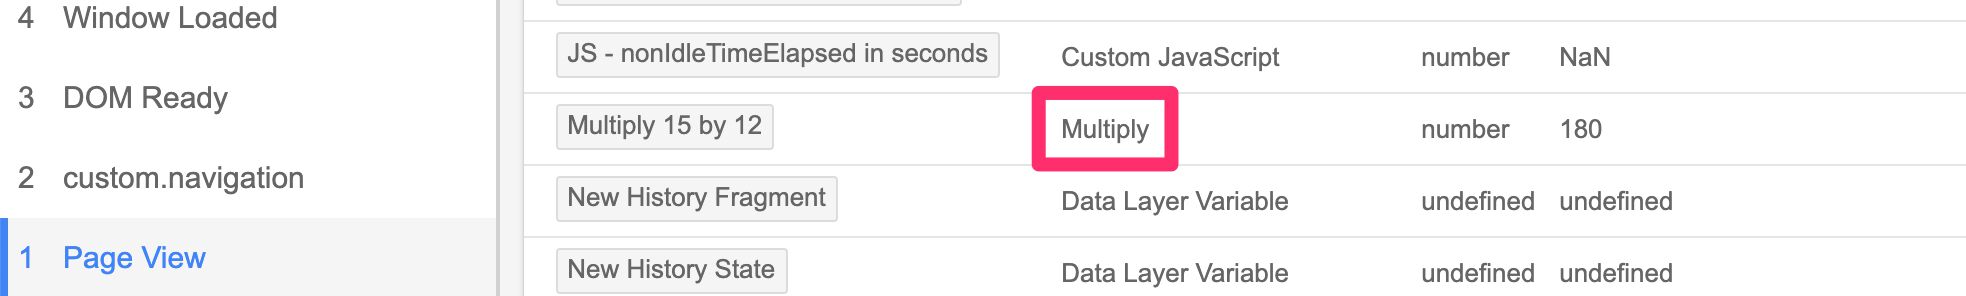 4 Window Loaded
3 DOM Ready
2 custom.navigation
1 Page View
JS - nonIdleTimeElapsed in seconds Custom JavaScript number NaN
Multiply 15 by 12 Multiply number 180
New History Fragment Data Layer Variable undefined undefined
New History State Data Layer Variable undefined undefined